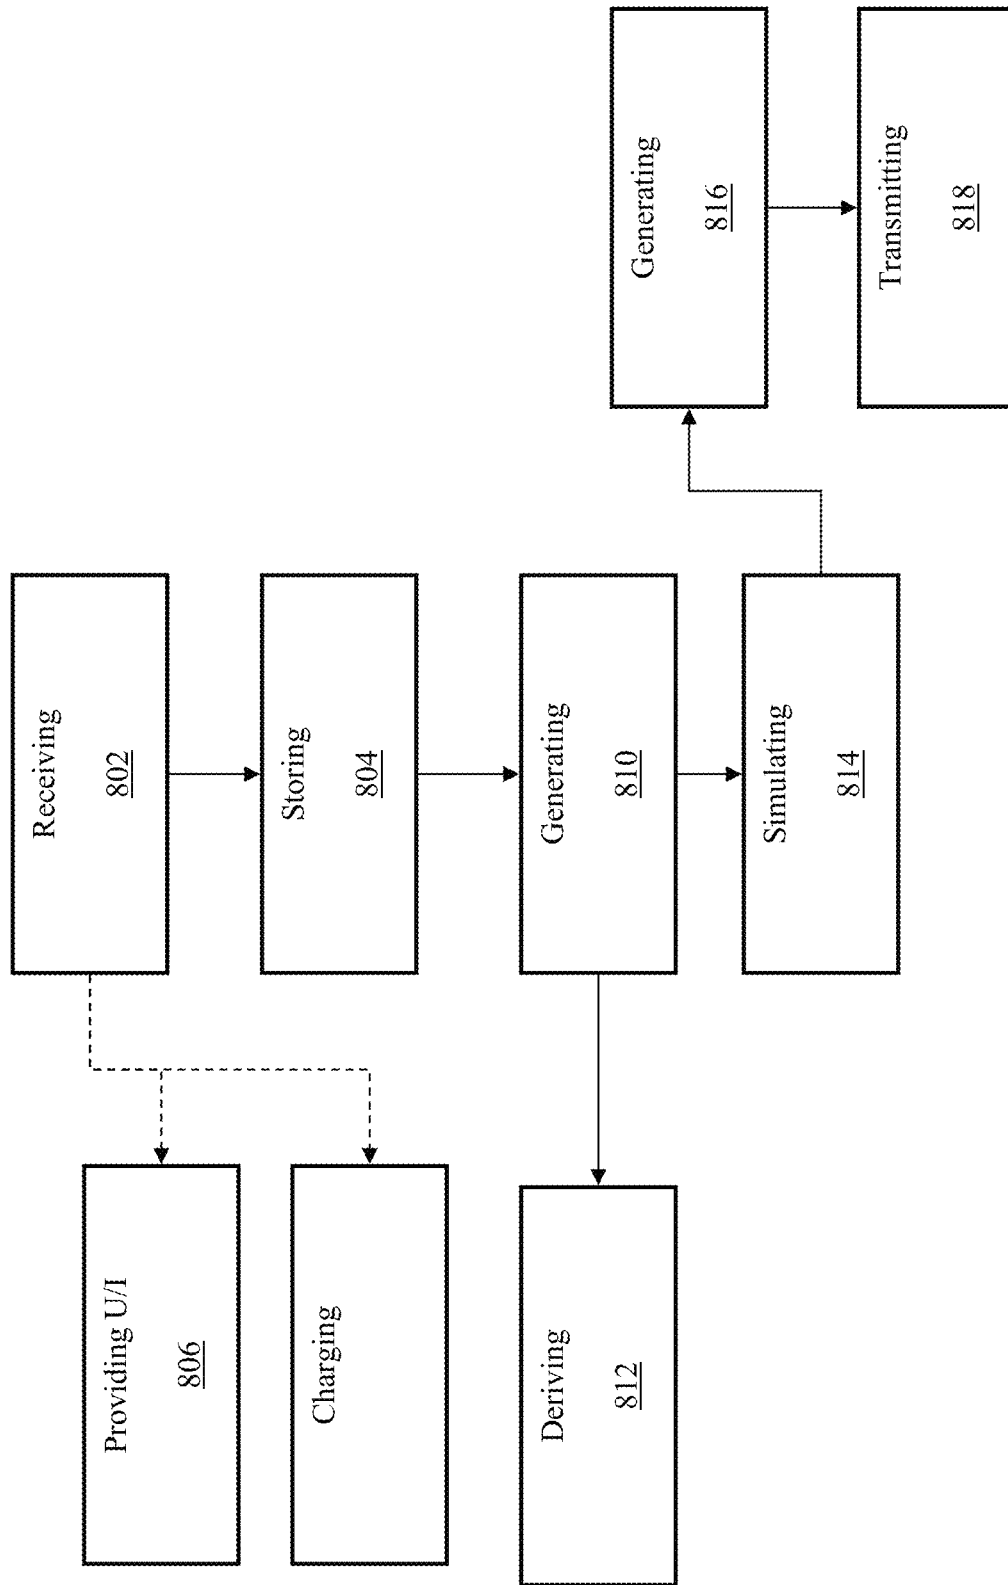 Receiving
802
Storing
804
Providing U/I
806
Charging
Generating
810
Deriving
812
Simulating
814
Generating
816
Transmitting
818